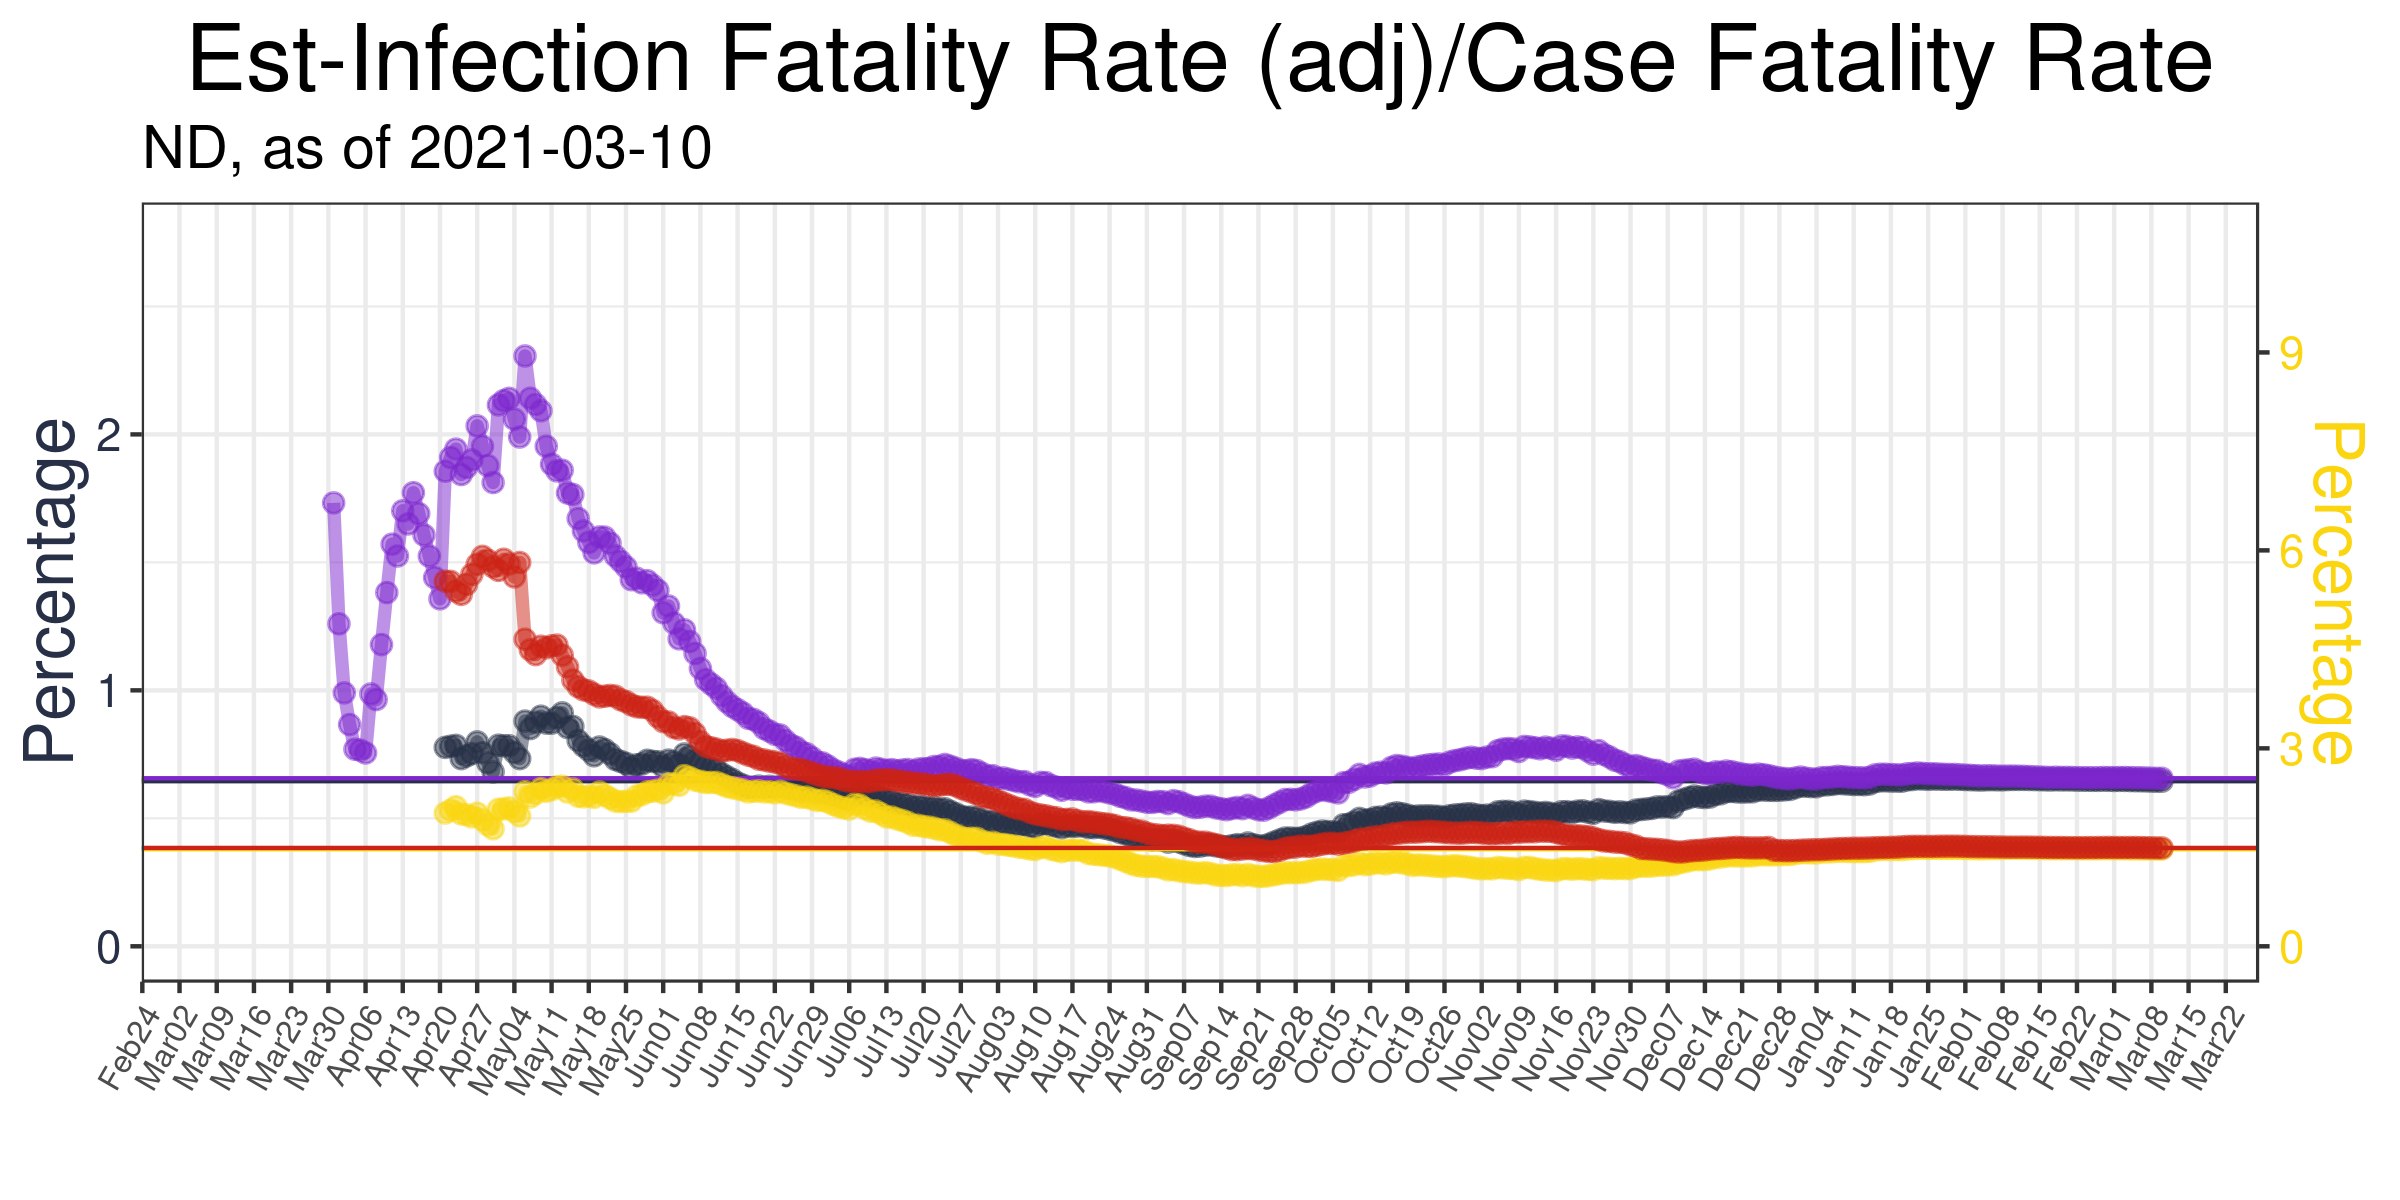 Est-Infection Fatality Rate (adj)/Case Fatality Rate
ND, as of 2021-03-10
Percentage
2
1
0
9
6
3
0
Percentage
Feb24
Mar02
Mar09
Mar16
Mar23
Mar30
Apr06
Apr13
Apr20
Apr27
May04
May11
May18
May25
Jun01
Jun08
Jun15
Jun22
Jun29
Jul06
Jul13
Jul20
Jul27
Aug03
Aug10
Aug17
Aug24
Aug31
Sep07
Sep14
Sep21
Sep28
Oct05
Oct12
Oct19
Oct26
Nov02
Nov09
Nov16
Nov23
Nov30
Dec07
Dec14
Dec21
Dec28
Jan04
Jan11
Jan18
Jan25
Feb01
Feb08
Feb15
Feb22
Mar01
Mar08
Mar15
Mar22